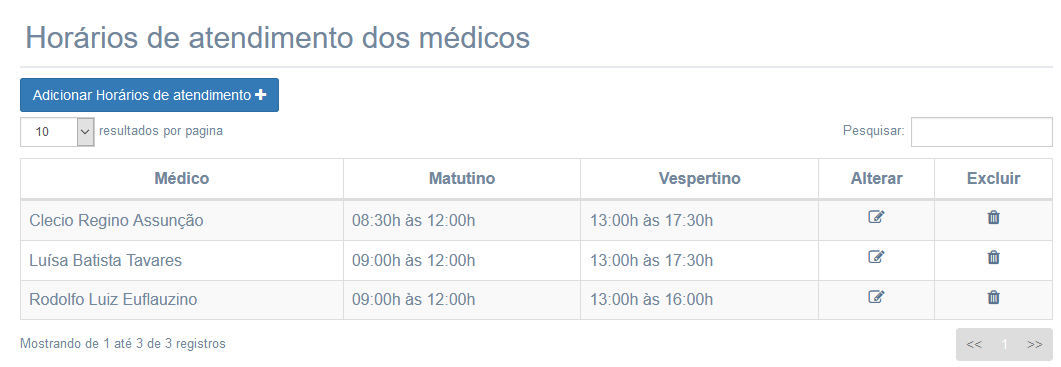 Horários de atendimento dos médicos
Adicionar Horários de atendimento +
10 resultados por pagina Pesquisar:
Médico Matutino Vespertino Alterar Excluir
Clecio Regino Assunção 08:30h às 12:00h 13:00h às 17:30h
Luísa Batista Tavares 09:00h às 12:00h 13:00h às 17:30h
Rodolfo Luiz Euflauzino 09:00h às 12:00h 13:00h às 16:00h
Mostrando de 1 até 3 de 3 registros << 1 >>